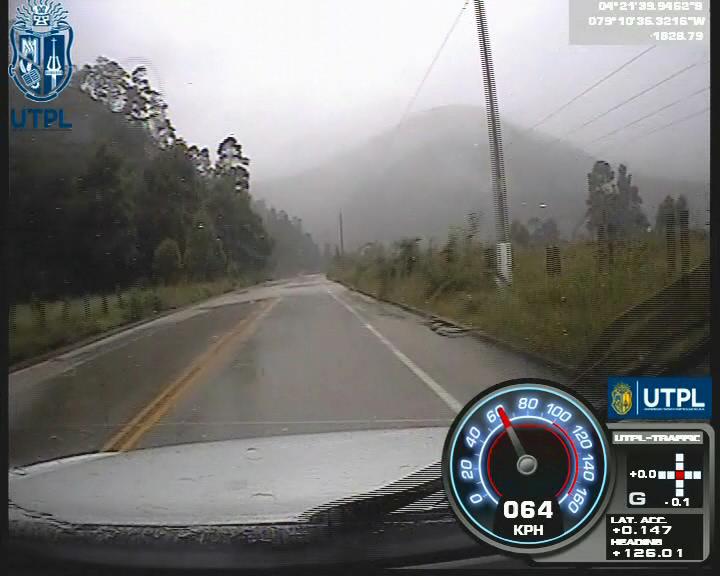 04°21'39.9462"S
079°10'36.3216"W
1828.79
UTPL
UTPL
UTPL-TRAFFIC
0 20 40 60 80 100 120 140 160
064
KPH
+0.0
G -0.1
LAT. ACC.
+0.147
HEADING
+126.01